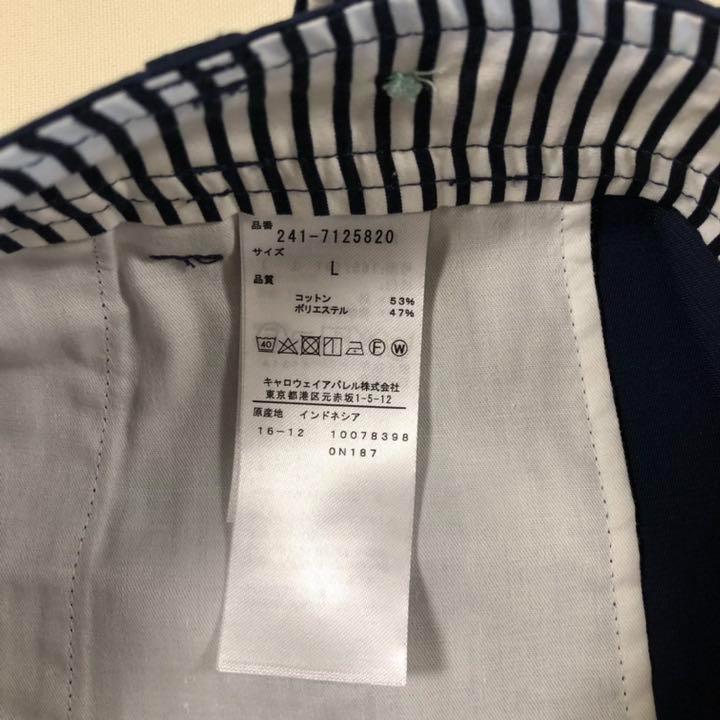 品番
241-7125820
サイズ
L
品質
コットン 53%
ポリエステル 47%
40 F W
キャロウェイアパレル株式会社
東京都港区元赤坂1-5-12
原産地 インドネシア
16-12 10078398
0N187